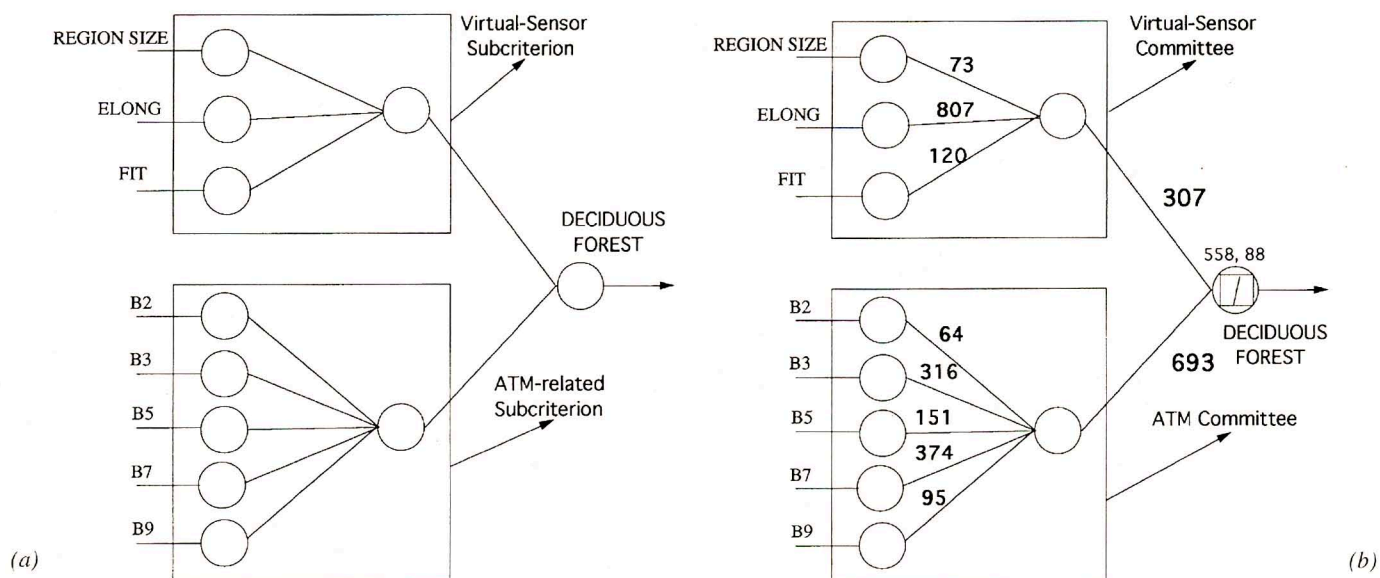 REGION SIZE
ELONG
FIT
Virtual-Sensor
Subcriterion
DECIDUOUS
FOREST
B2
B3
B5
B7
B9
ATM-related
Subcriterion
(a)
REGION SIZE
ELONG
FIT
73
807
120
Virtual-Sensor
Committee
307
558, 88
DECIDUOUS
FOREST
693
B2
B3
B5
B7
B9
64
316
151
374
95
ATM Committee
(b)